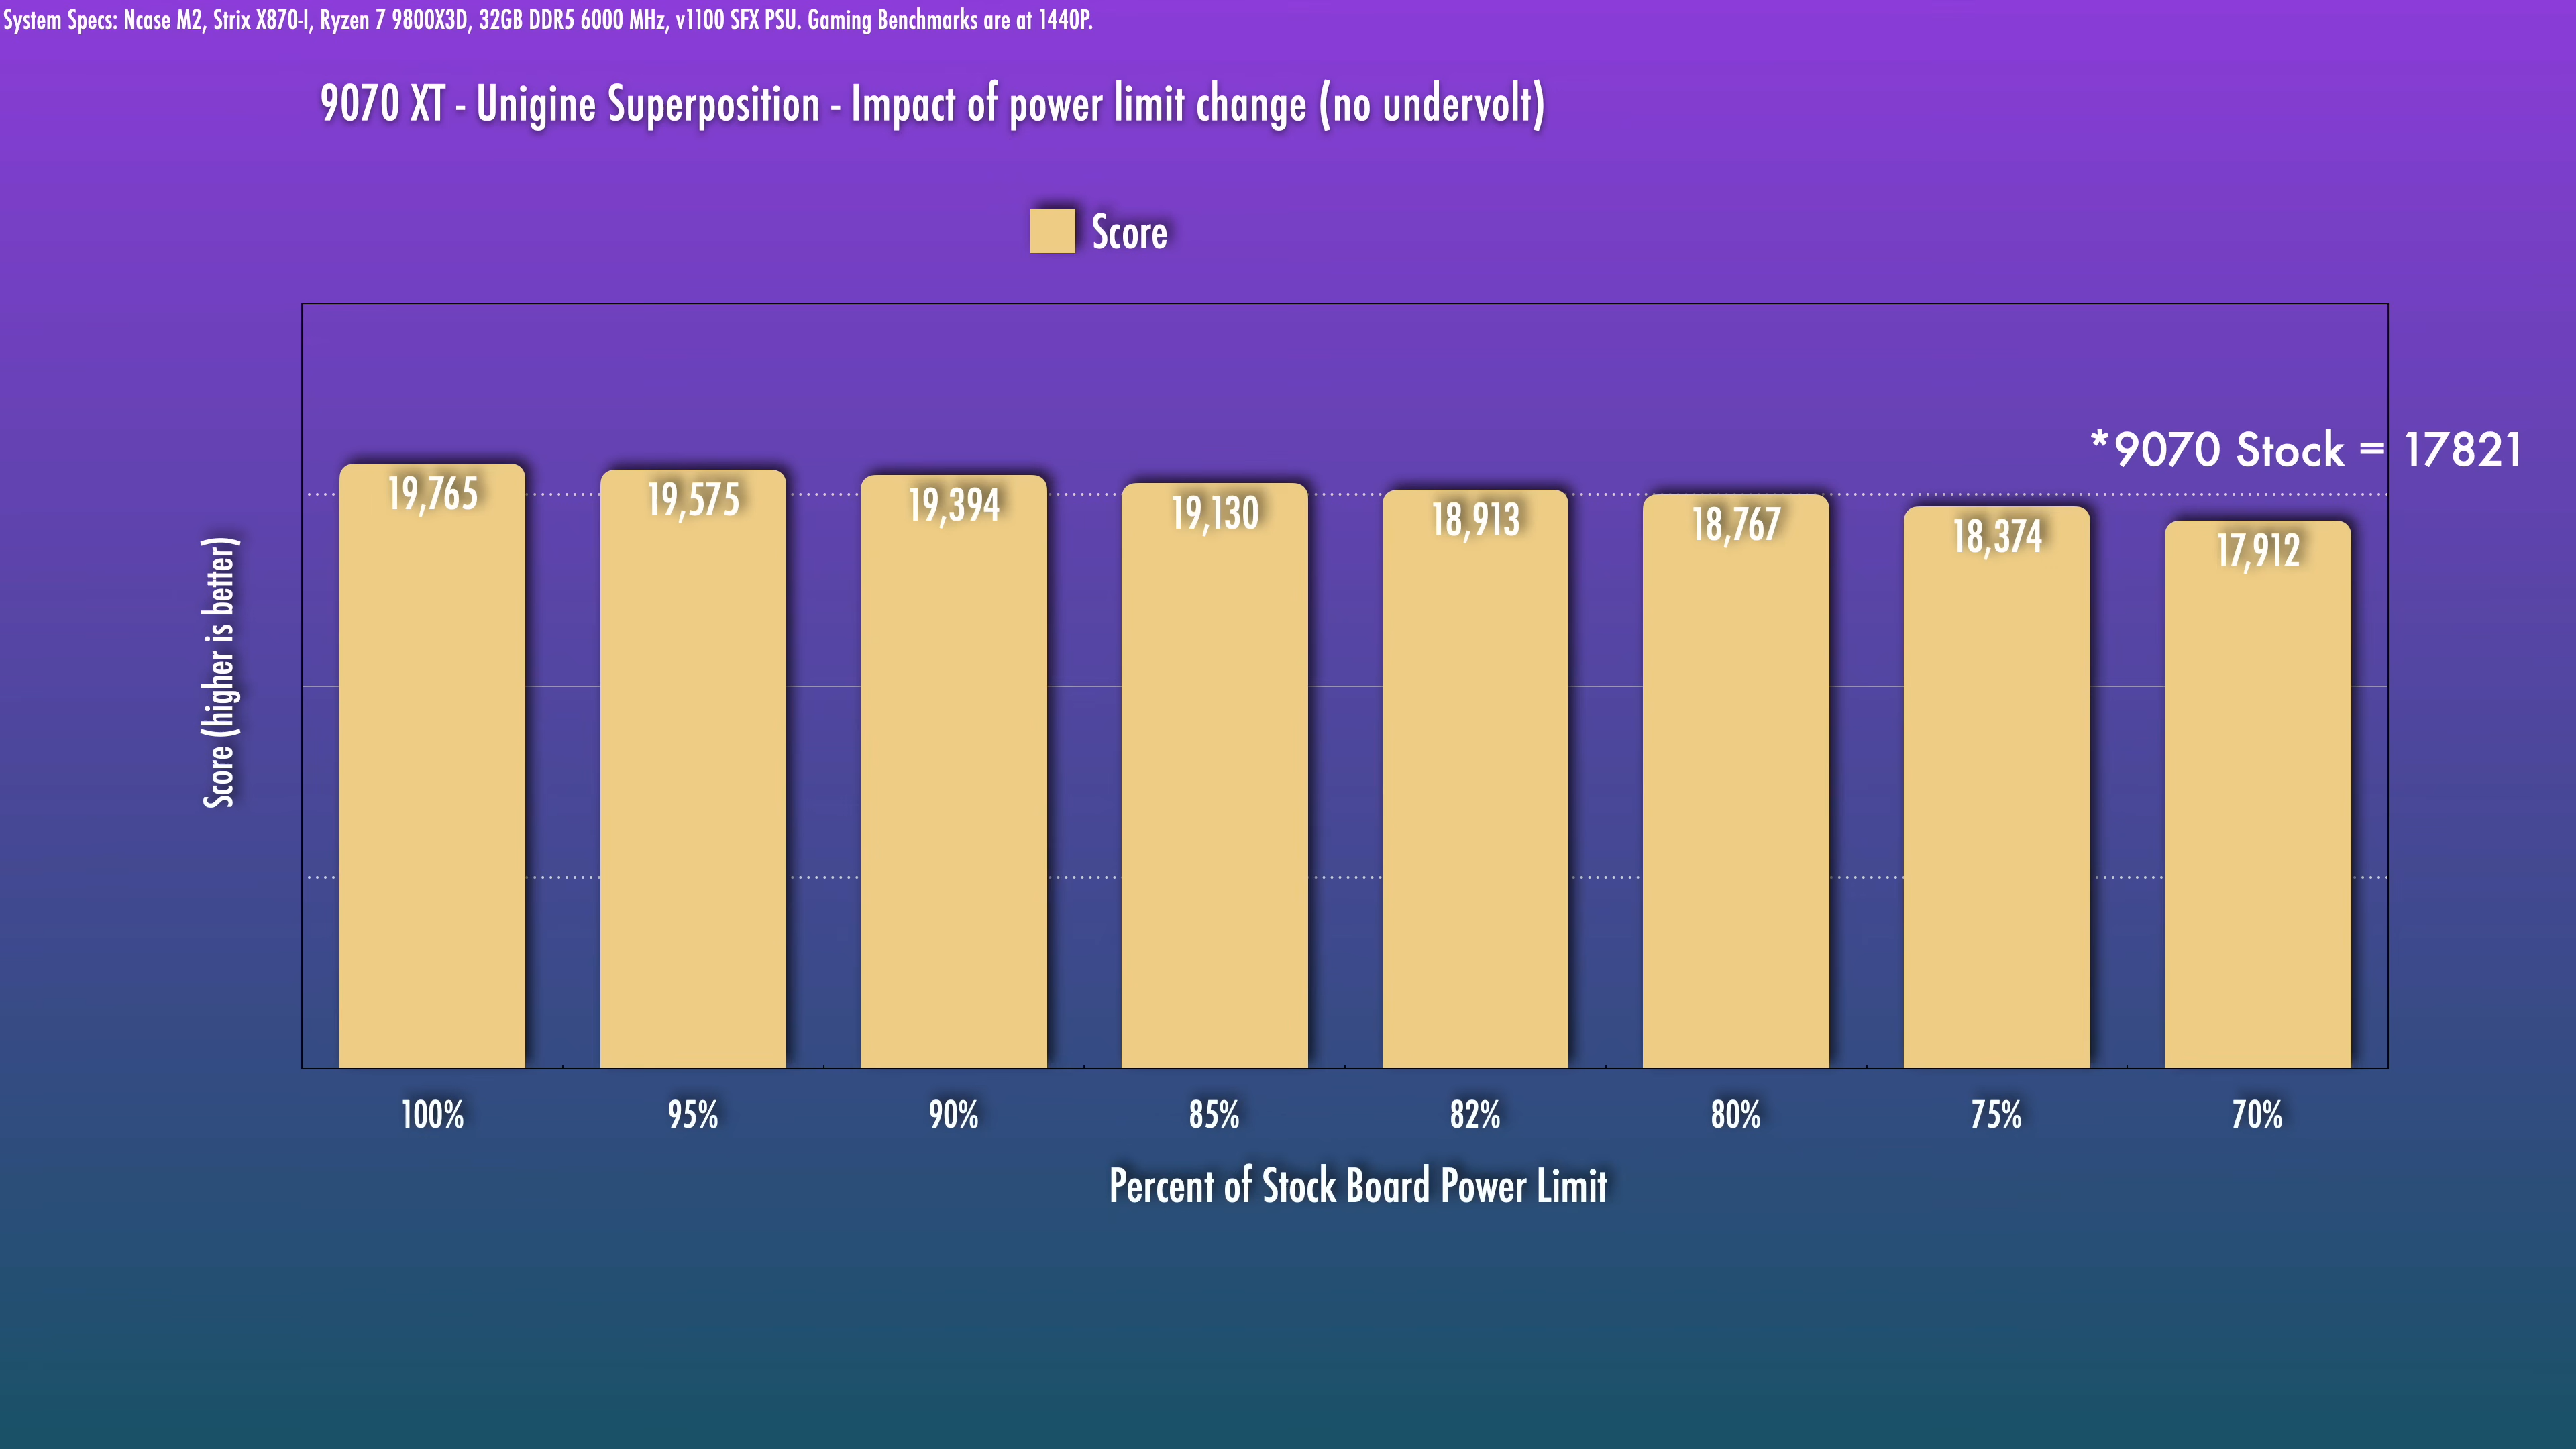 System Specs: Ncase M2, Strix X870-I, Ryzen 7 9800X3D, 32GB DDR5 6000 MHz, v1100 SFX PSU. Gaming Benchmarks are at 1440P.
9070 XT - Unigine Superposition - Impact of power limit change (no undervolt)
Score
*9070 Stock = 17821
19,765 19,575 19,394 19,130 18,913 18,767 18,374 17,912
Score (higher is better)
100% 95% 90% 85% 82% 80% 75% 70%
Percent of Stock Board Power Limit